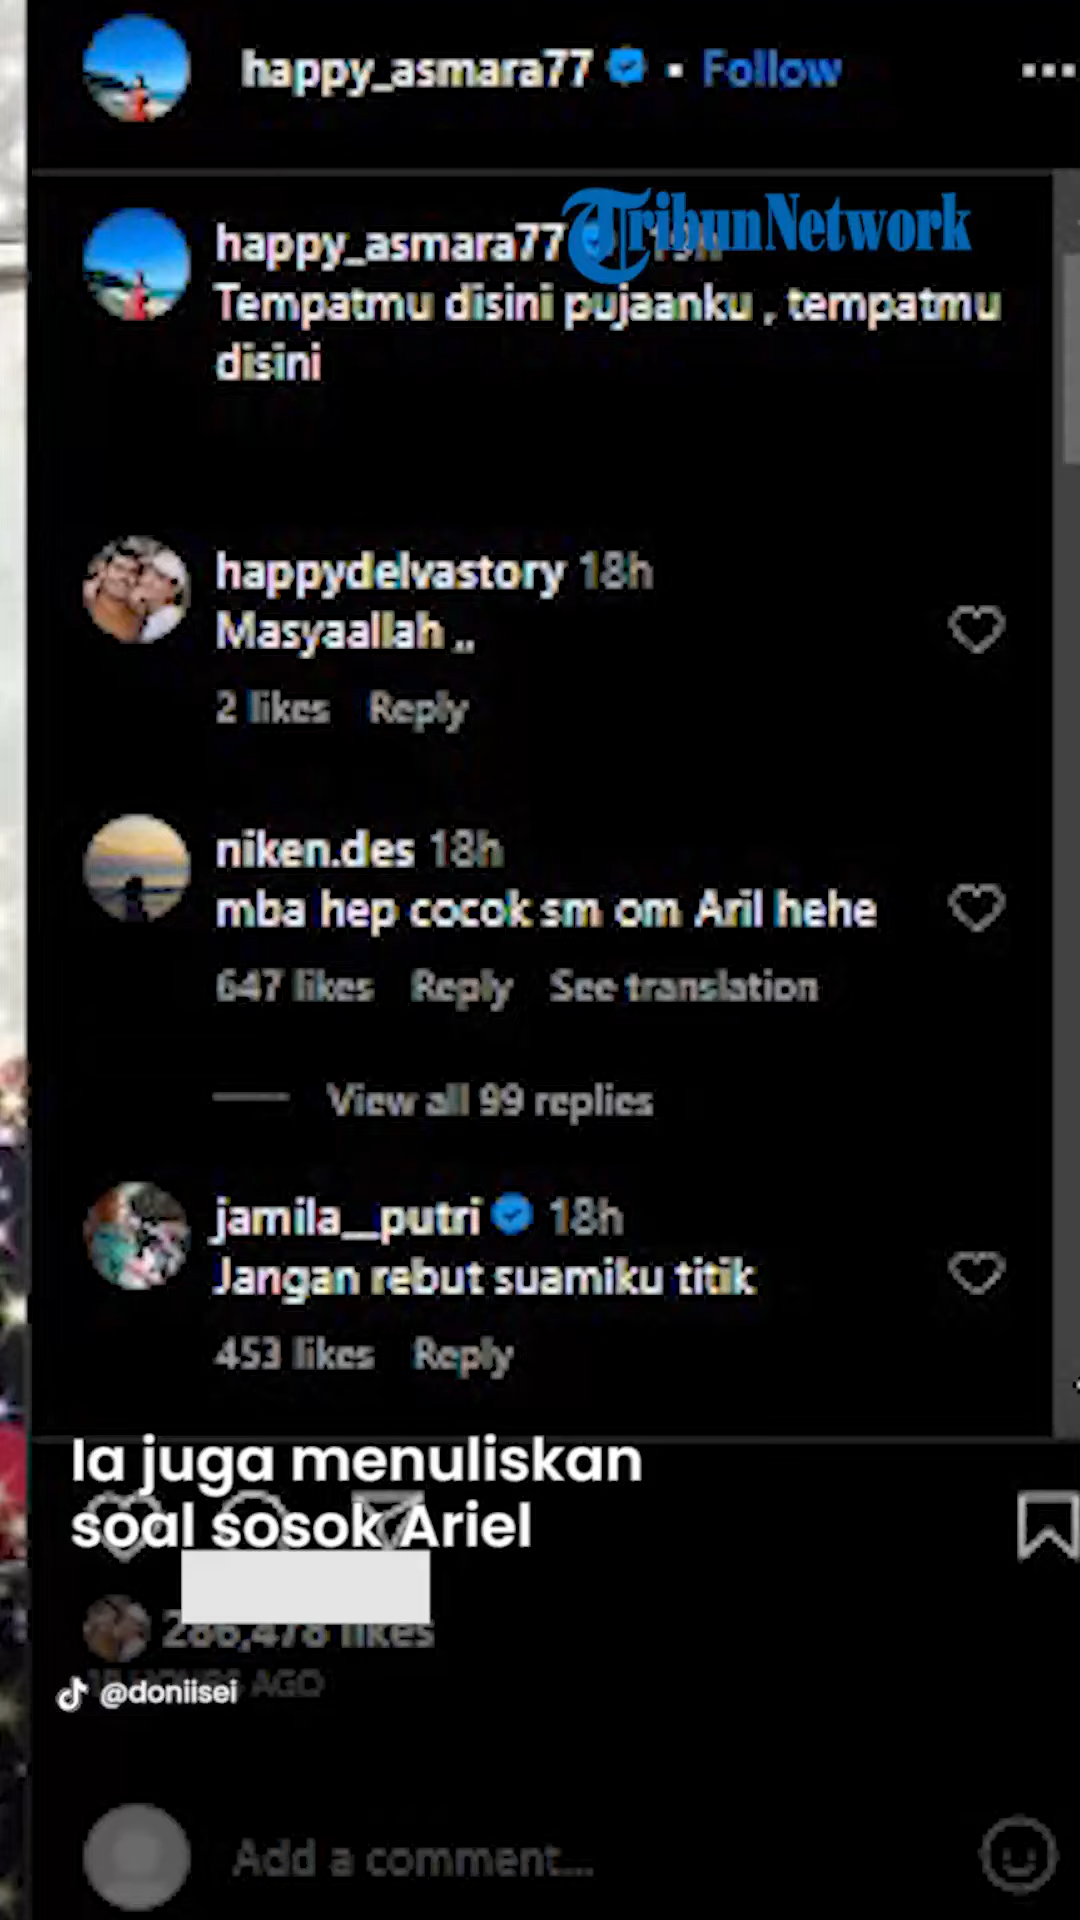 happy_asmara77 • Follow
TribunNetwork
happy_asmara77
Tempatmu disini pujaanku , tempatmu
disini
happydelvastory 18h
Masyaallah ,,
2 likes Reply
niken.des 18h
mba hep cocok sm om Aril hehe
647 likes Reply See translation
View all 99 replies
jamila__putri 18h
Jangan rebut suamiku titik
453 likes Reply
Ia juga menuliskan
soal sosok Ariel
286,478 likes
AGO
@doniisei
Add a comment...